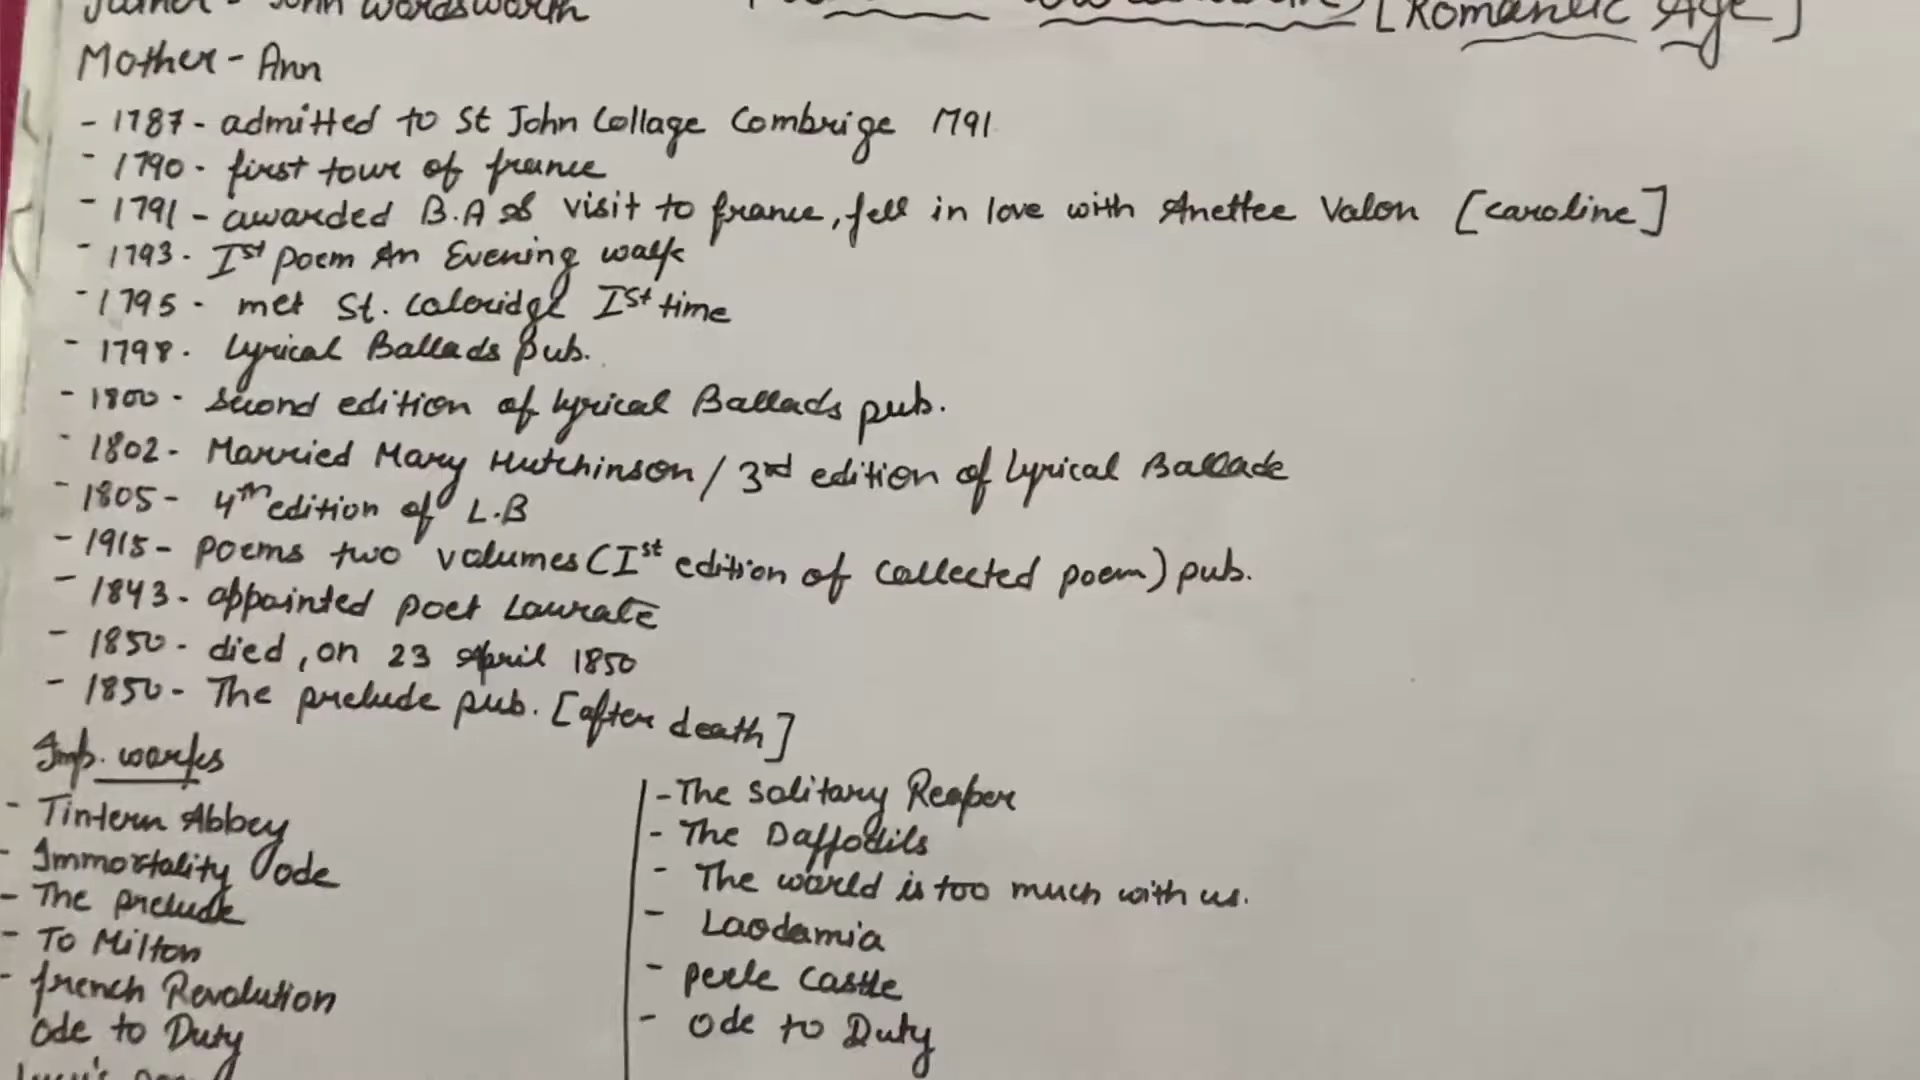 John Wordsworth
[Romantic Age]
Mother - Ann
- 1787 - admitted to St John Collage Combrige 1791
- 1790 - first tour of france
- 1791 - awarded B.A & visit to france, fell in love with Anettee Valon [caroline]
- 1793 - Ist poem An Evening walk
- 1795 - met St. Coloridge Ist time
- 1798 - Lyrical Ballads pub.
- 1800 - Second edition of lyrical Ballads pub.
- 1802 - Married Mary Hutchinson / 3rd edition of Lyrical Ballade
- 1805 - 4th edition of L.B
- 1915 - poems two volumes (Ist edition of collected poem) pub.
- 1843 - appointed poet Laurate
- 1850 - died, on 23 April 1850
- 1850 - The prelude pub. [after death]
Imp. works
- Tintern Abbey
- Immortality ode
- The prelude
- To Milton
- french Revolution
Ode to Duty
- The Solitary Reaper
- The Daffodils
- The world is too much with us.
- Laodamia
- peele Castle
- Ode to Duty